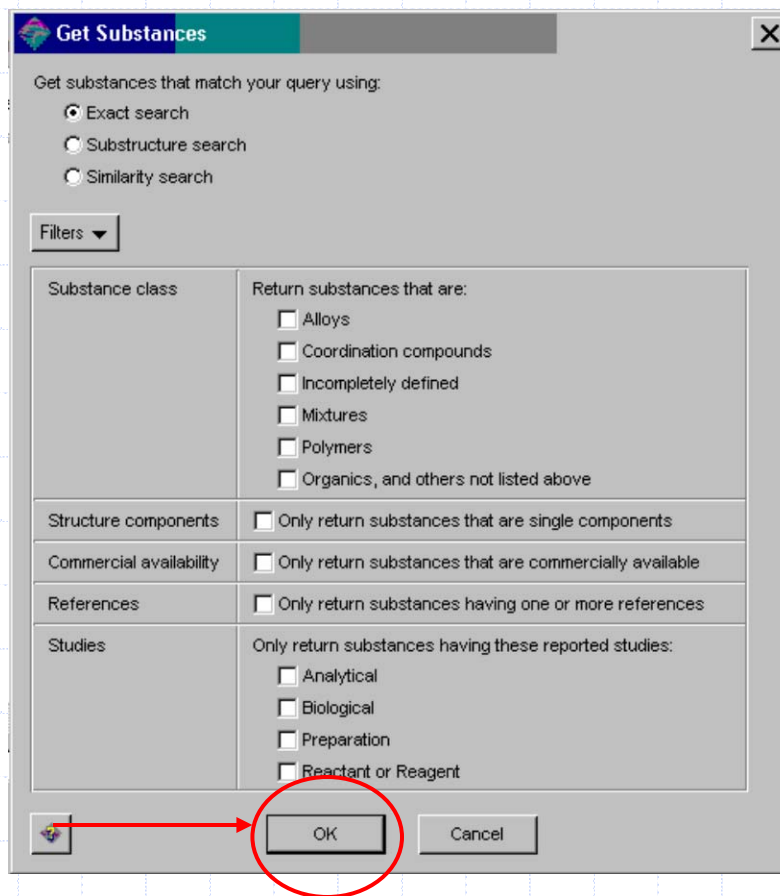 Get Substances
Get substances that match your query using:
Exact search
Substructure search
Similarity search
Filters
Substance class
Return substances that are:
Alloys
Coordination compounds
Incompletely defined
Mixtures
Polymers
Organics, and others not listed above
Structure components
Only return substances that are single components
Commercial availability
Only return substances that are commercially available
References
Only return substances having one or more references
Studies
Only return substances having these reported studies:
Analytical
Biological
Preparation
Reactant or Reagent
OK
Cancel